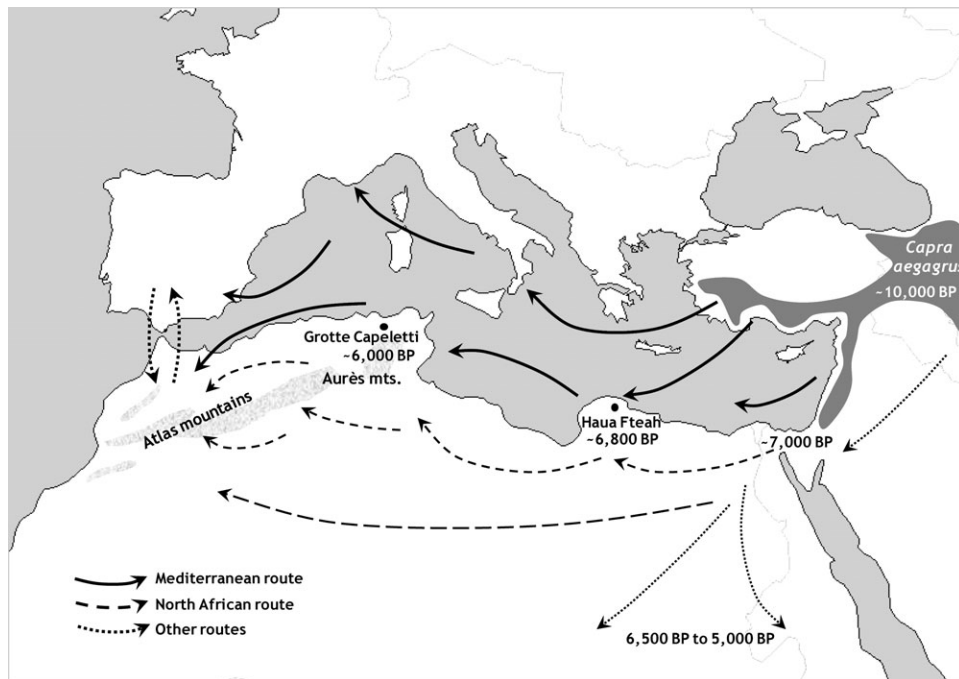 Capra
aegagrus
~10,000 BP
Grotte Capeletti
~6,000 BP
Aurès mts.
Atlas mountains
Haua Fteah
~6,800 BP
~7,000 BP
Mediterranean route
North African route
Other routes
6,500 BP to 5,000 BP